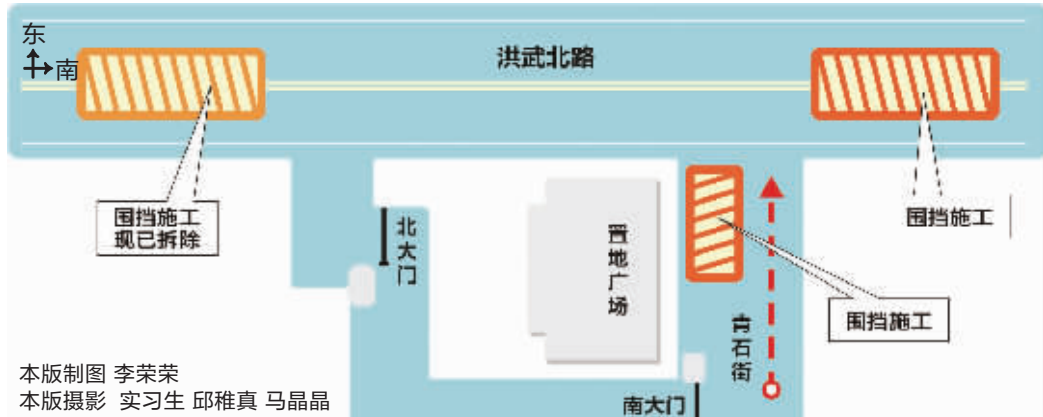 东
南
洪武北路
围挡施工
现已拆除
北大门
置地广场
围挡施工
围挡施工
青石街
南大门
本版制图 李荣荣
本版摄影 实习生 邱稚真 马晶晶